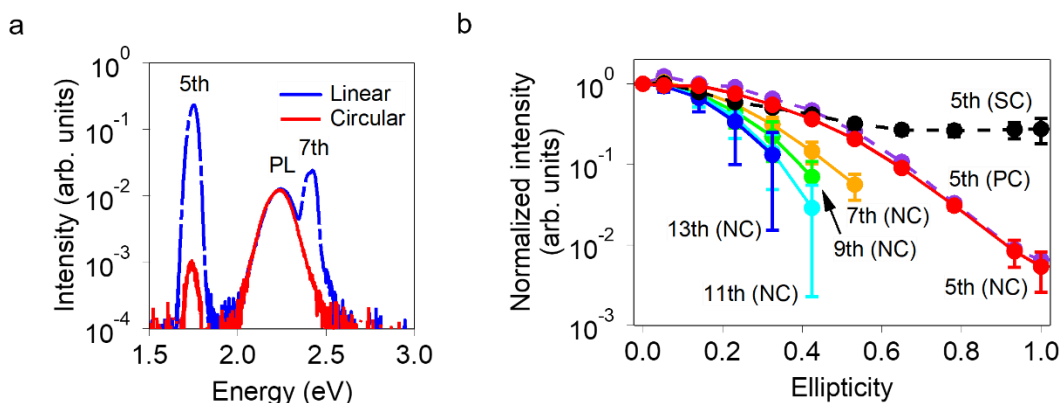 a
10^0
10^-1
10^-2
10^-3
10^-4
Intensity (arb. units)
5th
PL
7th
Linear
Circular
1.5 2.0 2.5 3.0
Energy (eV)
b
10^0
10^-1
10^-2
10^-3
Normalized intensity
(arb. units)
5th (SC)
5th (PC)
7th (NC)
9th (NC)
13th (NC)
11th (NC)
5th (NC)
0.0 0.2 0.4 0.6 0.8 1.0
Ellipticity